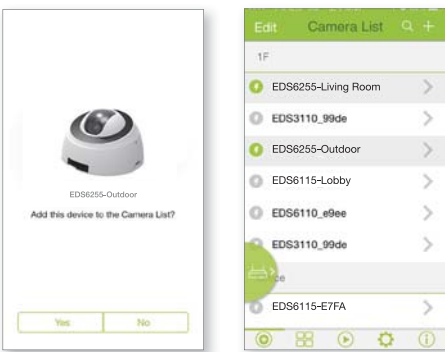 EDS6255-Outdoor
Add this device to the Camera List?
Yes
No
Edit
Camera List
1F
EDS6255-Living Room
EDS3110_99de
EDS6255-Outdoor
EDS6115-Lobby
EDS6110_e9ee
EDS3110_99de
EDS6115-E7FA